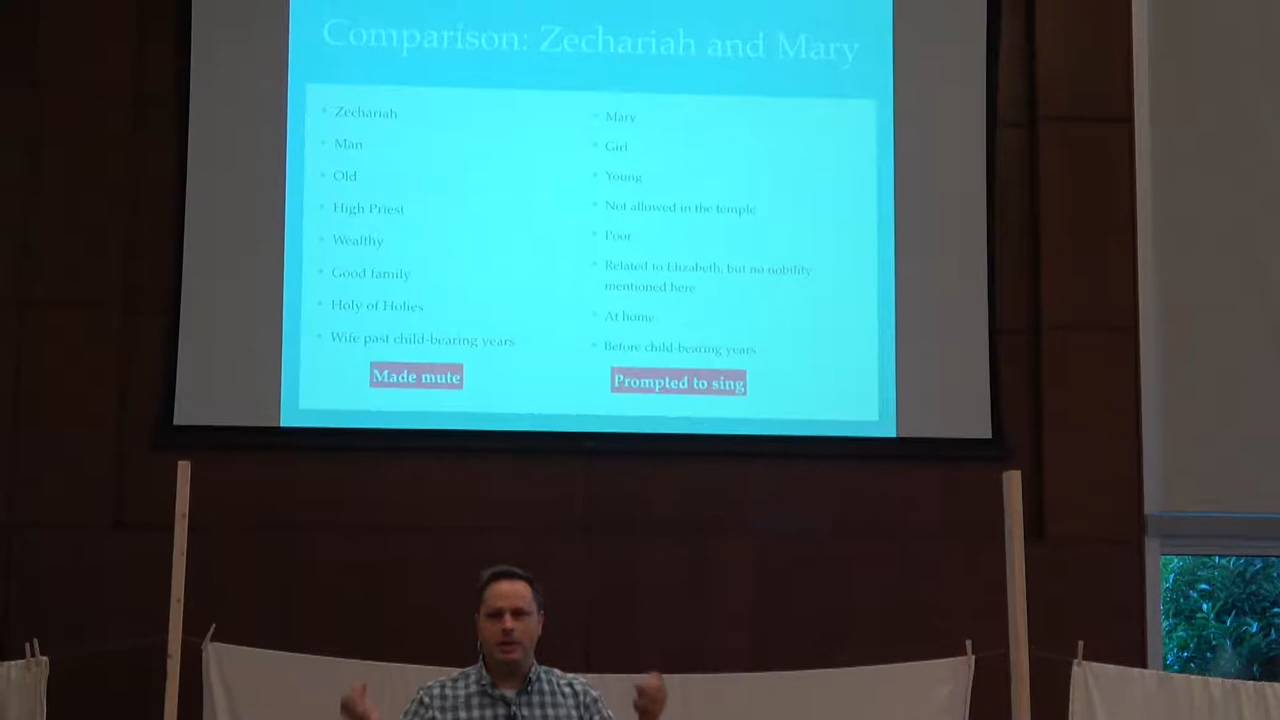 Comparison: Zechariah and Mary
Zechariah
Man
Old
High Priest
Wealthy
Good family
Holy of Holies
Wife past child-bearing years
Made mute
Mary
Girl
Young
Not allowed in the temple
Poor
Related to Elizabeth, but no nobility
mentioned here
At home
Before child-bearing years
Prompted to sing